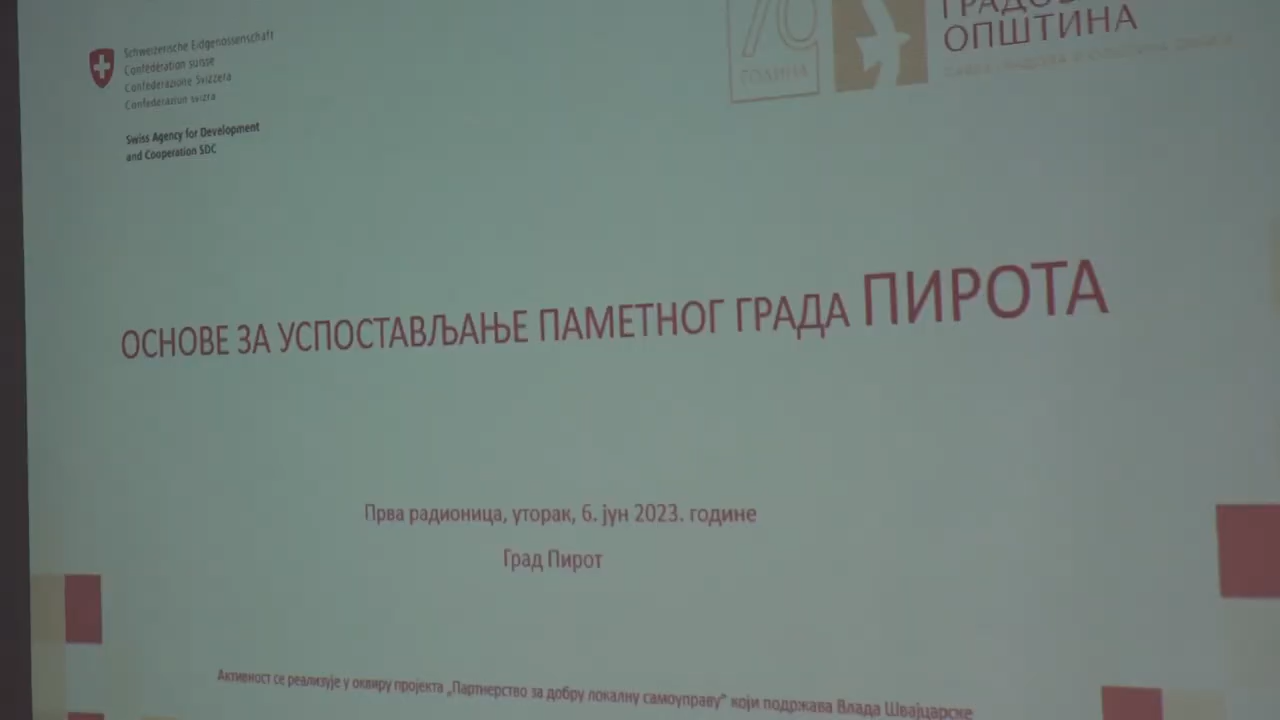 Schweizerische Eidgenossenschaft
Confédération suisse
Confederazione Svizzera
Confederaziun svizra
Swiss Agency for Development
and Cooperation SDC
70
ГОДИНА
ОПШТИНА
ОСНОВЕ ЗА УСПОСТАВЉАЊЕ ПАМЕТНОГ ГРАДА ПИРОТА
Прва радионица, уторак, 6. јун 2023. године
Град Пирот
Активност се реализује у оквиру пројекта „Партнерство за добру локалну самоуправу“ који подржава Влада Швајцарске